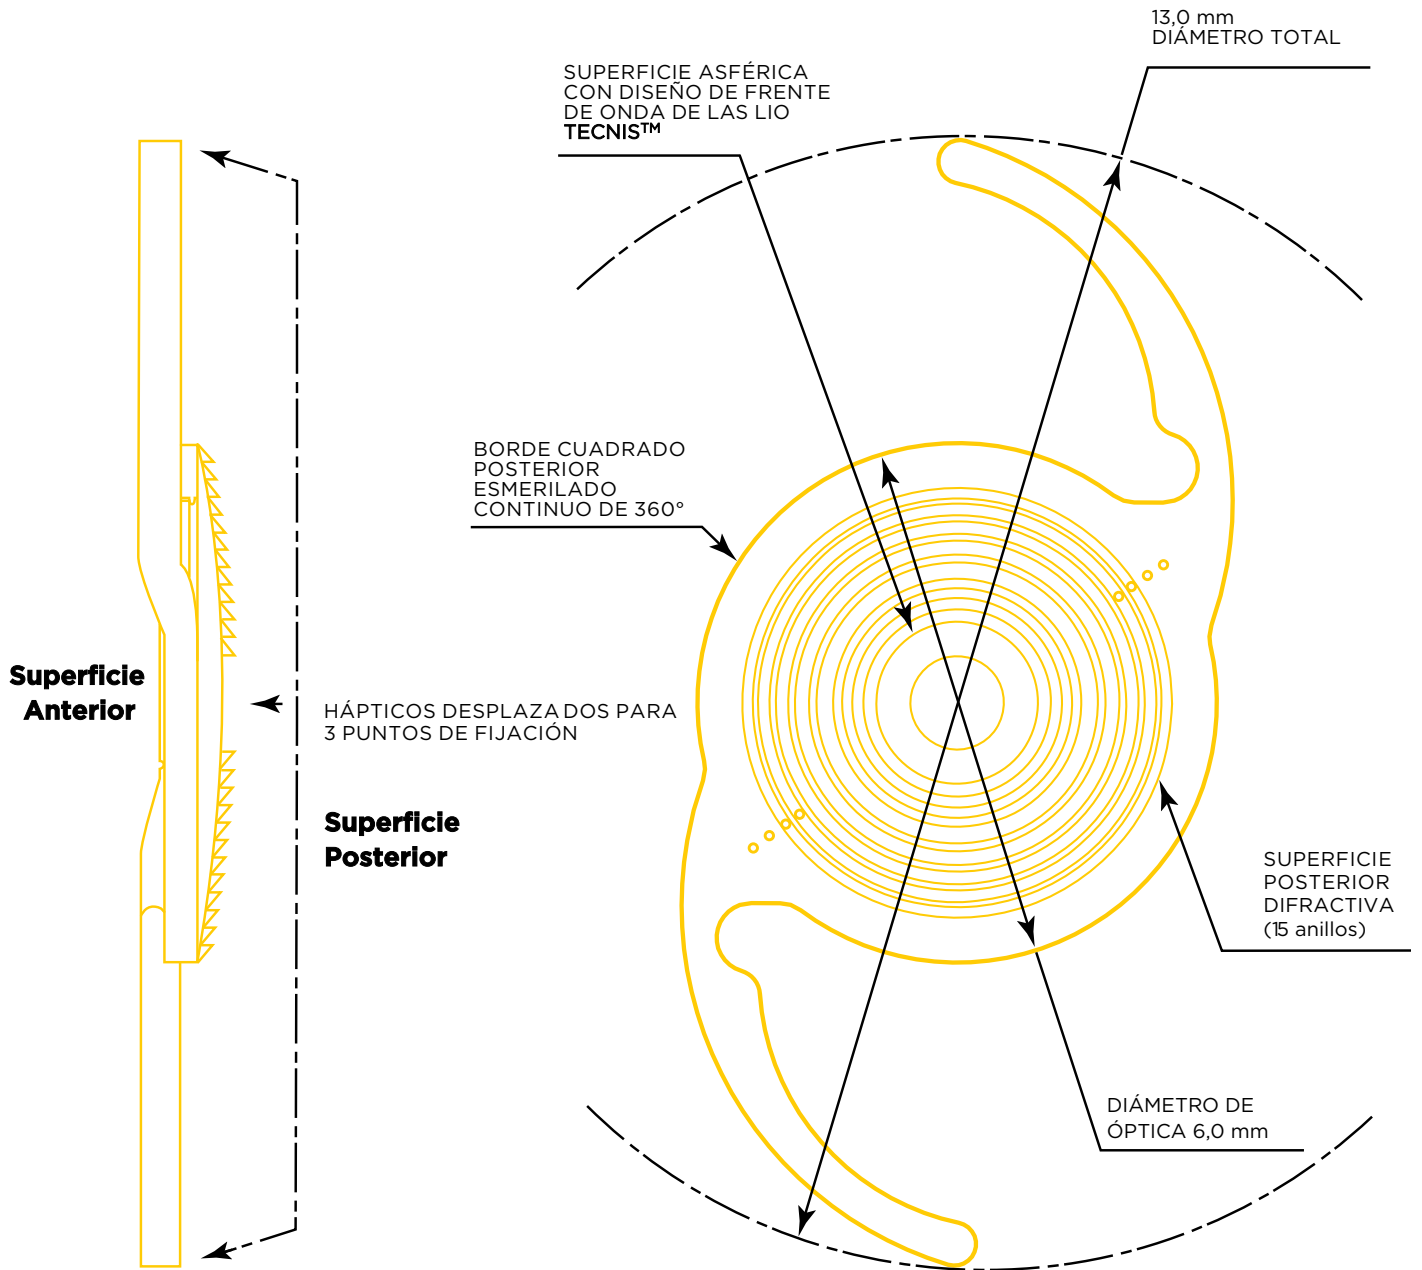 13,0 mm
DIÁMETRO TOTAL
SUPERFICIE ASFÉRICA
CON DISEÑO DE FRENTE
DE ONDA DE LAS LIO
TECNIS™
BORDE CUADRADO
POSTERIOR
ESMERILADO
CONTINUO DE 360°
Superficie
Anterior
HÁPTICOS DESPLAZADOS PARA
3 PUNTOS DE FIJACIÓN
Superficie
Posterior
SUPERFICIE
POSTERIOR
DIFRACTIVA
(15 anillos)
DIÁMETRO DE
ÓPTICA 6,0 mm